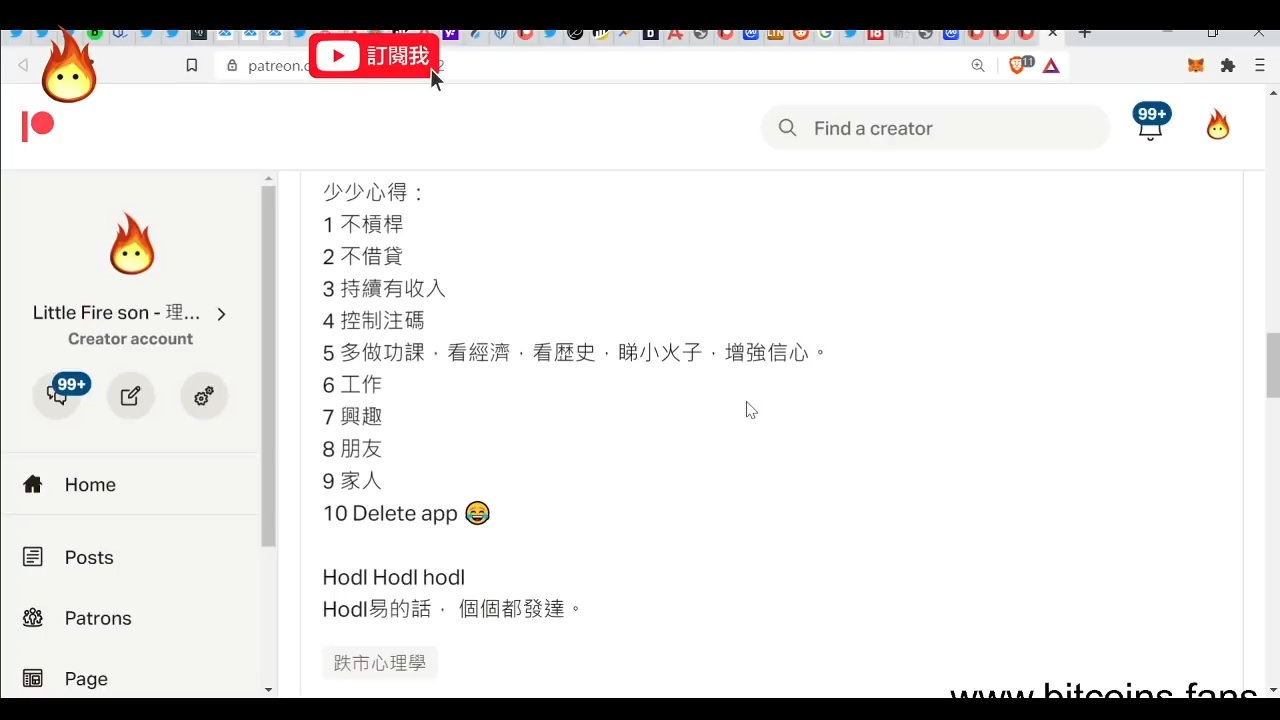 訂閱我
patreon.c
Find a creator
99+
11
少少心得：
1 不槓桿
2 不借貸
3 持續有收入
4 控制注碼
5 多做功課，看經濟，看歷史，睇小火子，增強信心。
6 工作
7 興趣
8 朋友
9 家人
10 Delete app 😂
Hodl Hodl hodl
Hodl易的話， 個個都發達。
跌市心理學
Little Fire son - 理...
Creator account
99+
Home
Posts
Patrons
Page
www.bitcoins.fans